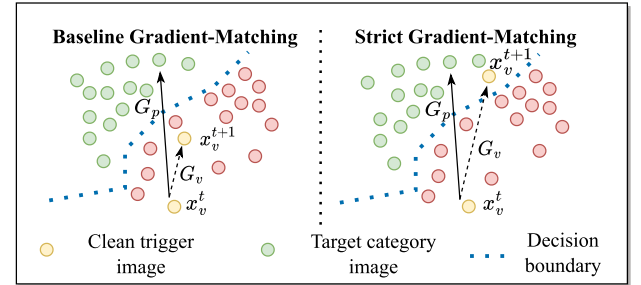 Baseline Gradient-Matching
Strict Gradient-Matching
G_p
x_v^{t+1}
G_v
x_v^t
x_v^{t+1}
G_p
G_v
x_v^t
Clean trigger
image
Target category
image
Decision
boundary